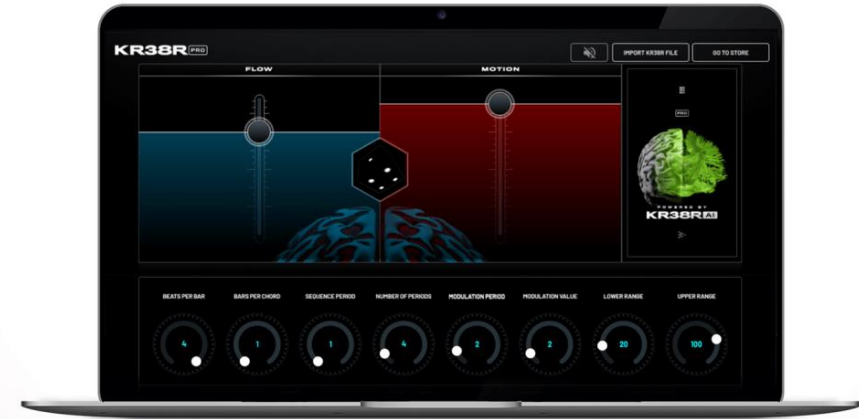 KR38R PRO
IMPORT KR38R FILE
GO TO STORE
FLOW
MOTION
PRO
POWERED BY
KR38R
BEATS PER BAR
BARS PER CHORD
SEQUENCE PERIOD
NUMBER OF PERIODS
MODULATION PERIOD
MODULATION VALUE
LOWER RANGE
UPPER RANGE
4
1
1
4
2
2
20
100